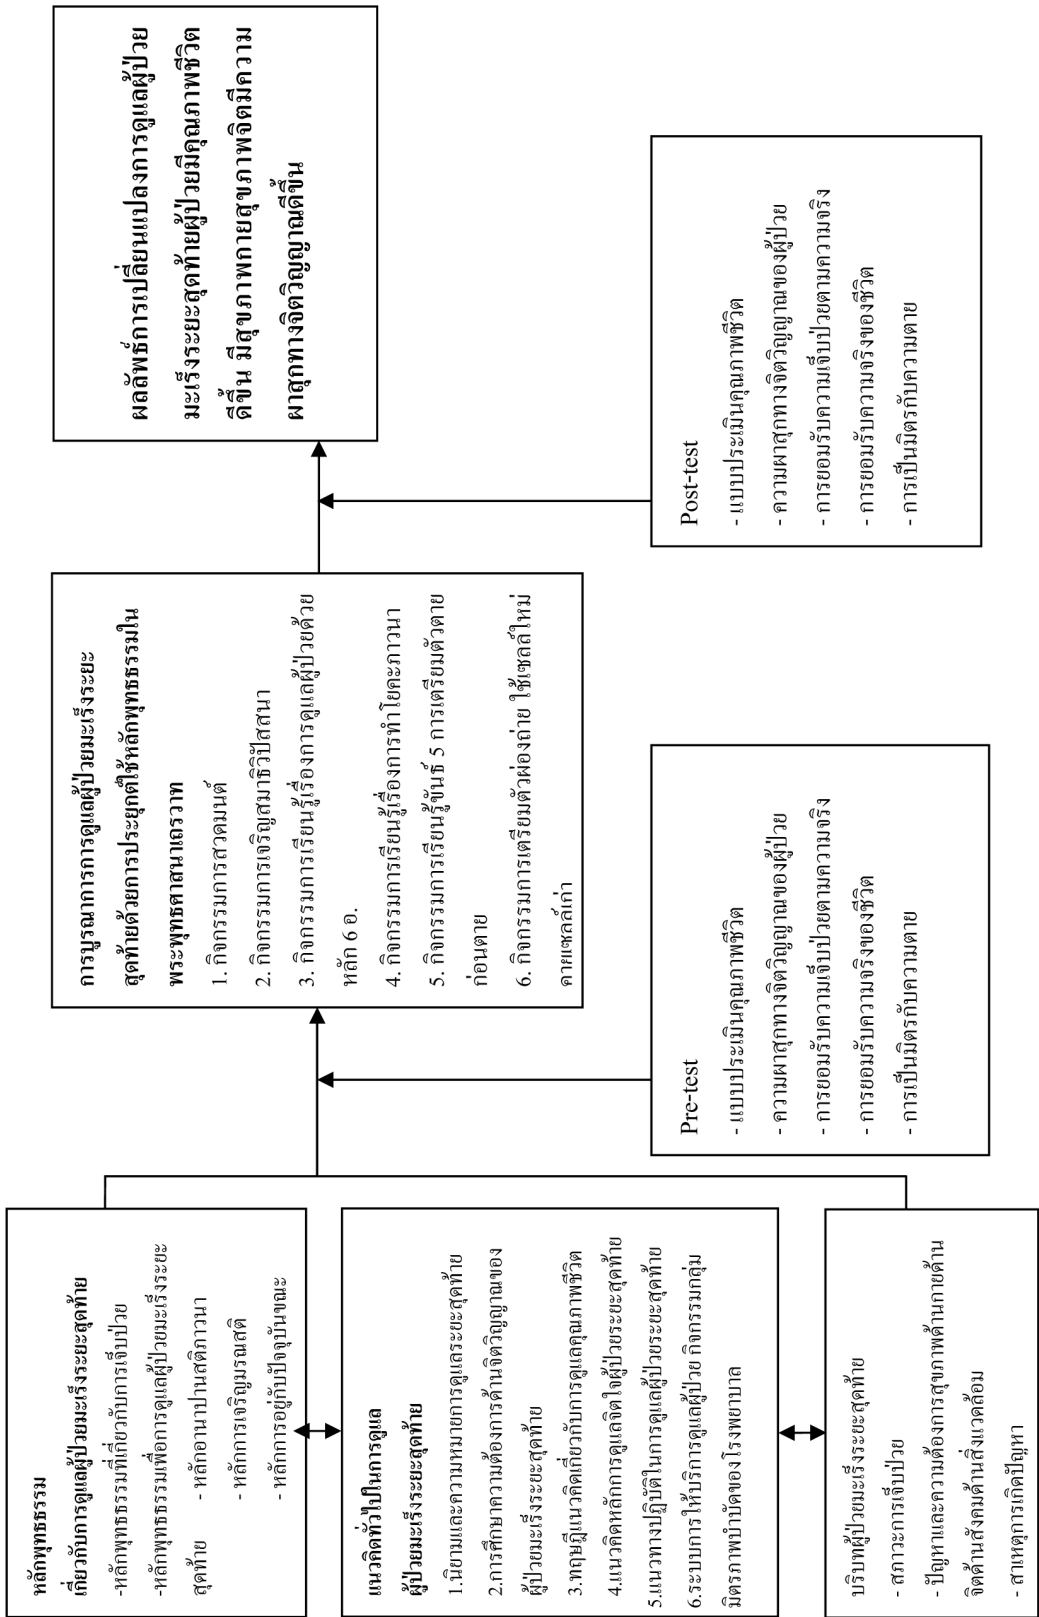 หลักพุทธธรรม
เกี่ยวกับการดูแลผู้ป่วยมะเร็งระยะสุดท้าย
-หลักพุทธธรรมที่เกี่ยวกับการเจ็บป่วย
-หลักพุทธธรรมเพื่อการดูแลผู้ป่วยมะเร็งระยะ
สุดท้าย - หลักอานาปานสติภาวนา
- หลักการเจริญมรณสติ
- หลักการอยู่กับปัจจุบันขณะ
แนวคิดทั่วไปในการดูแล
ผู้ป่วยมะเร็งระยะสุดท้าย
1.นิยามและความหมายการดูแลระยะสุดท้าย
2.การศึกษาความต้องการด้านจิตวิญญาณของ
ผู้ป่วยมะเร็งระยะสุดท้าย
3.ทฤษฎีแนวคิดเกี่ยวกับการดูแลคุณภาพชีวิต
4.แนวคิดหลักการดูแลจิตใจผู้ป่วยระยะสุดท้าย
5.แนวทางปฏิบัติในการดูแลผู้ป่วยระยะสุดท้าย
6.ระบบการให้บริการดูแลผู้ป่วย กิจกรรมกลุ่ม
มิตรภาพบำบัดของโรงพยาบาล
บริบทผู้ป่วยมะเร็งระยะสุดท้าย
- สภาวะการเจ็บป่วย
- ปัญหาและความต้องการสุขภาพด้านกายด้าน
จิตด้านสังคมด้านสิ่งแวดล้อม
- สาเหตุการเกิดปัญหา
Pre-test
- แบบประเมินคุณภาพชีวิต
- ความผาสุกทางจิตวิญญาณของผู้ป่วย
- การยอมรับความเจ็บป่วยตามความจริง
- การยอมรับความจริงของชีวิต
- การเป็นมิตรกับความตาย
การบูรณาการการดูแลผู้ป่วยมะเร็งระยะ
สุดท้ายด้วยการประยุกต์ใช้หลักพุทธธรรมใน
พระพุทธศาสนาเถรวาท
1. กิจกรรมการสวดมนต์
2. กิจกรรมการเจริญสมาธิวิปัสสนา
3. กิจกรรมการเรียนรู้เรื่องการดูแลผู้ป่วยด้วย
หลัก 6 อ.
4. กิจกรรมการเรียนรู้เรื่องการทำโยคะภาวนา
5. กิจกรรมการเรียนรู้ขันธ์ 5 การเตรียมตัวตาย
ก่อนตาย
6. กิจกรรมการเตรียมตัวผ่องถ่าย ใช้เซลล์ใหม่
คายเซลล์เก่า
Post-test
- แบบประเมินคุณภาพชีวิต
- ความผาสุกทางจิตวิญญาณของผู้ป่วย
- การยอมรับความเจ็บป่วยตามความจริง
- การยอมรับความจริงของชีวิต
- การเป็นมิตรกับความตาย
ผลลัพธ์การเปลี่ยนแปลงการดูแลผู้ป่วย
มะเร็งระยะสุดท้ายผู้ป่วยมีคุณภาพชีวิต
ดีขึ้น มีสุขภาพกายสุขภาพจิตมีความ
ผาสุกทางจิตวิญญาณดีขึ้น